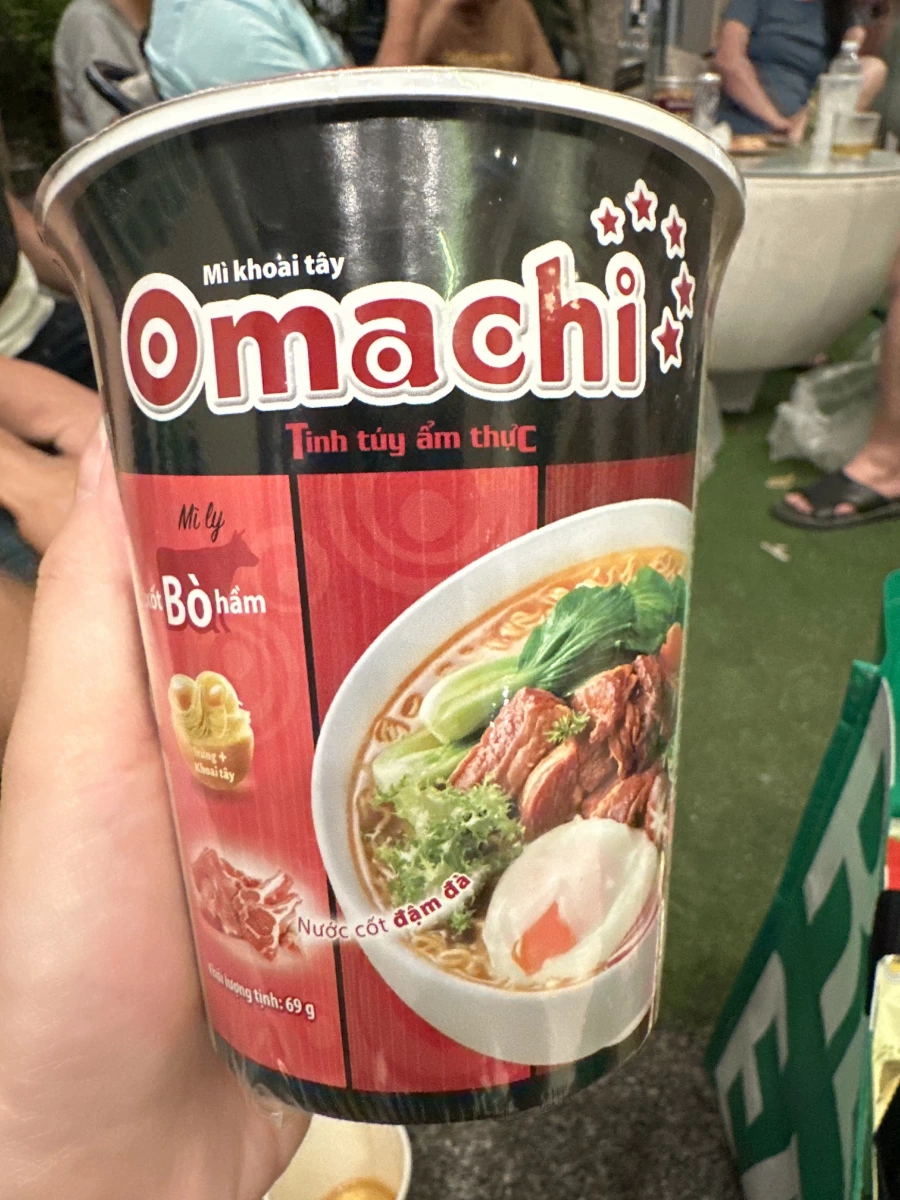 Mì khoai tây
Omachi
Tinh túy ẩm thực
Mì ly
Bò hầm
Trứng +
Khoai tây
Nước cốt đậm đà
lượng tịnh: 69 g